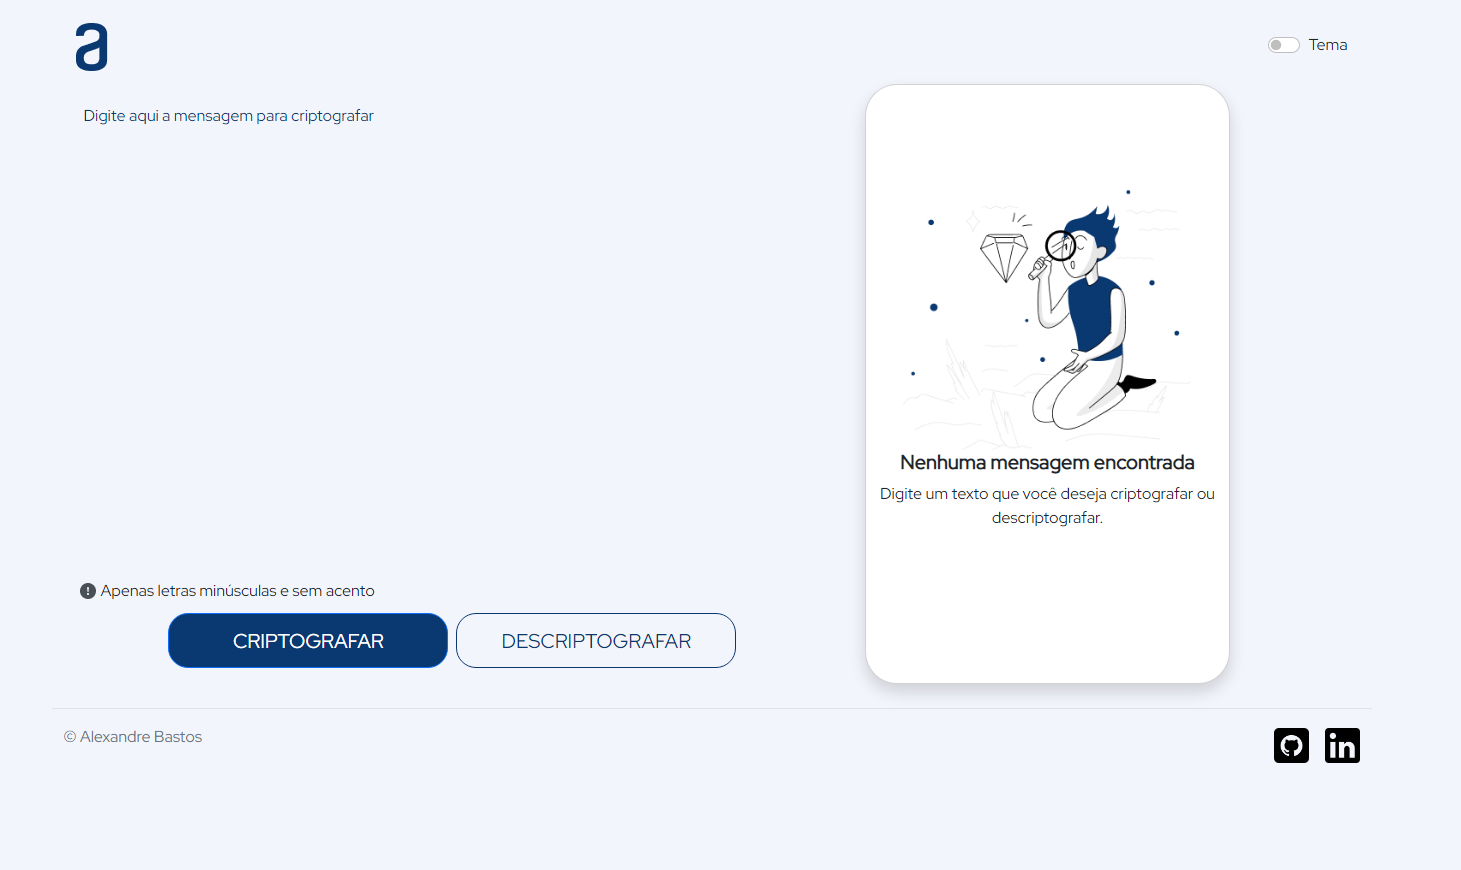 a
Tema
Digite aqui a mensagem para criptografar
Nenhuma mensagem encontrada
Digite um texto que você deseja criptografar ou
descriptografar.
Apenas letras minúsculas e sem acento
CRIPTOGRAFAR
DESCRIPTOGRAFAR
© Alexandre Bastos
in